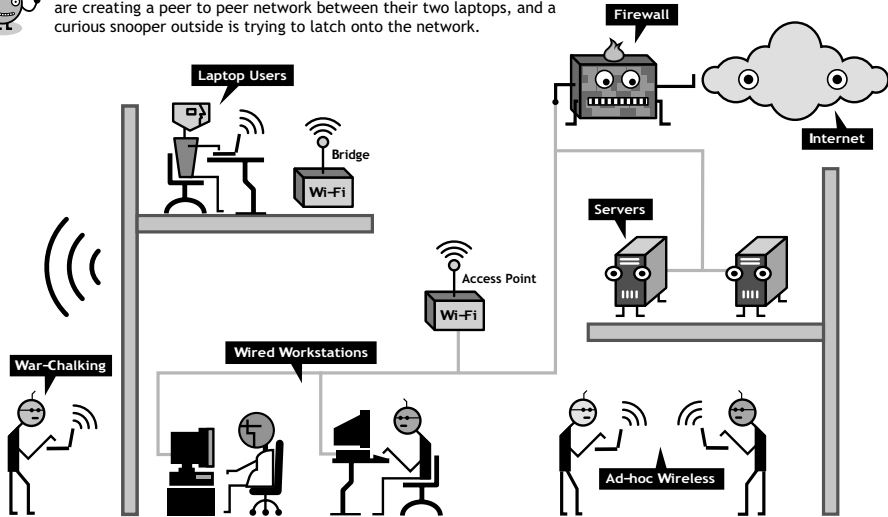 are creating a peer to peer network between their two laptops, and a
curious snooper outside is trying to latch onto the network.
Firewall
Laptop Users
Internet
Bridge
Wi-Fi
Servers
Access Point
Wi-Fi
Wired Workstations
War-Chalking
Ad-hoc Wireless